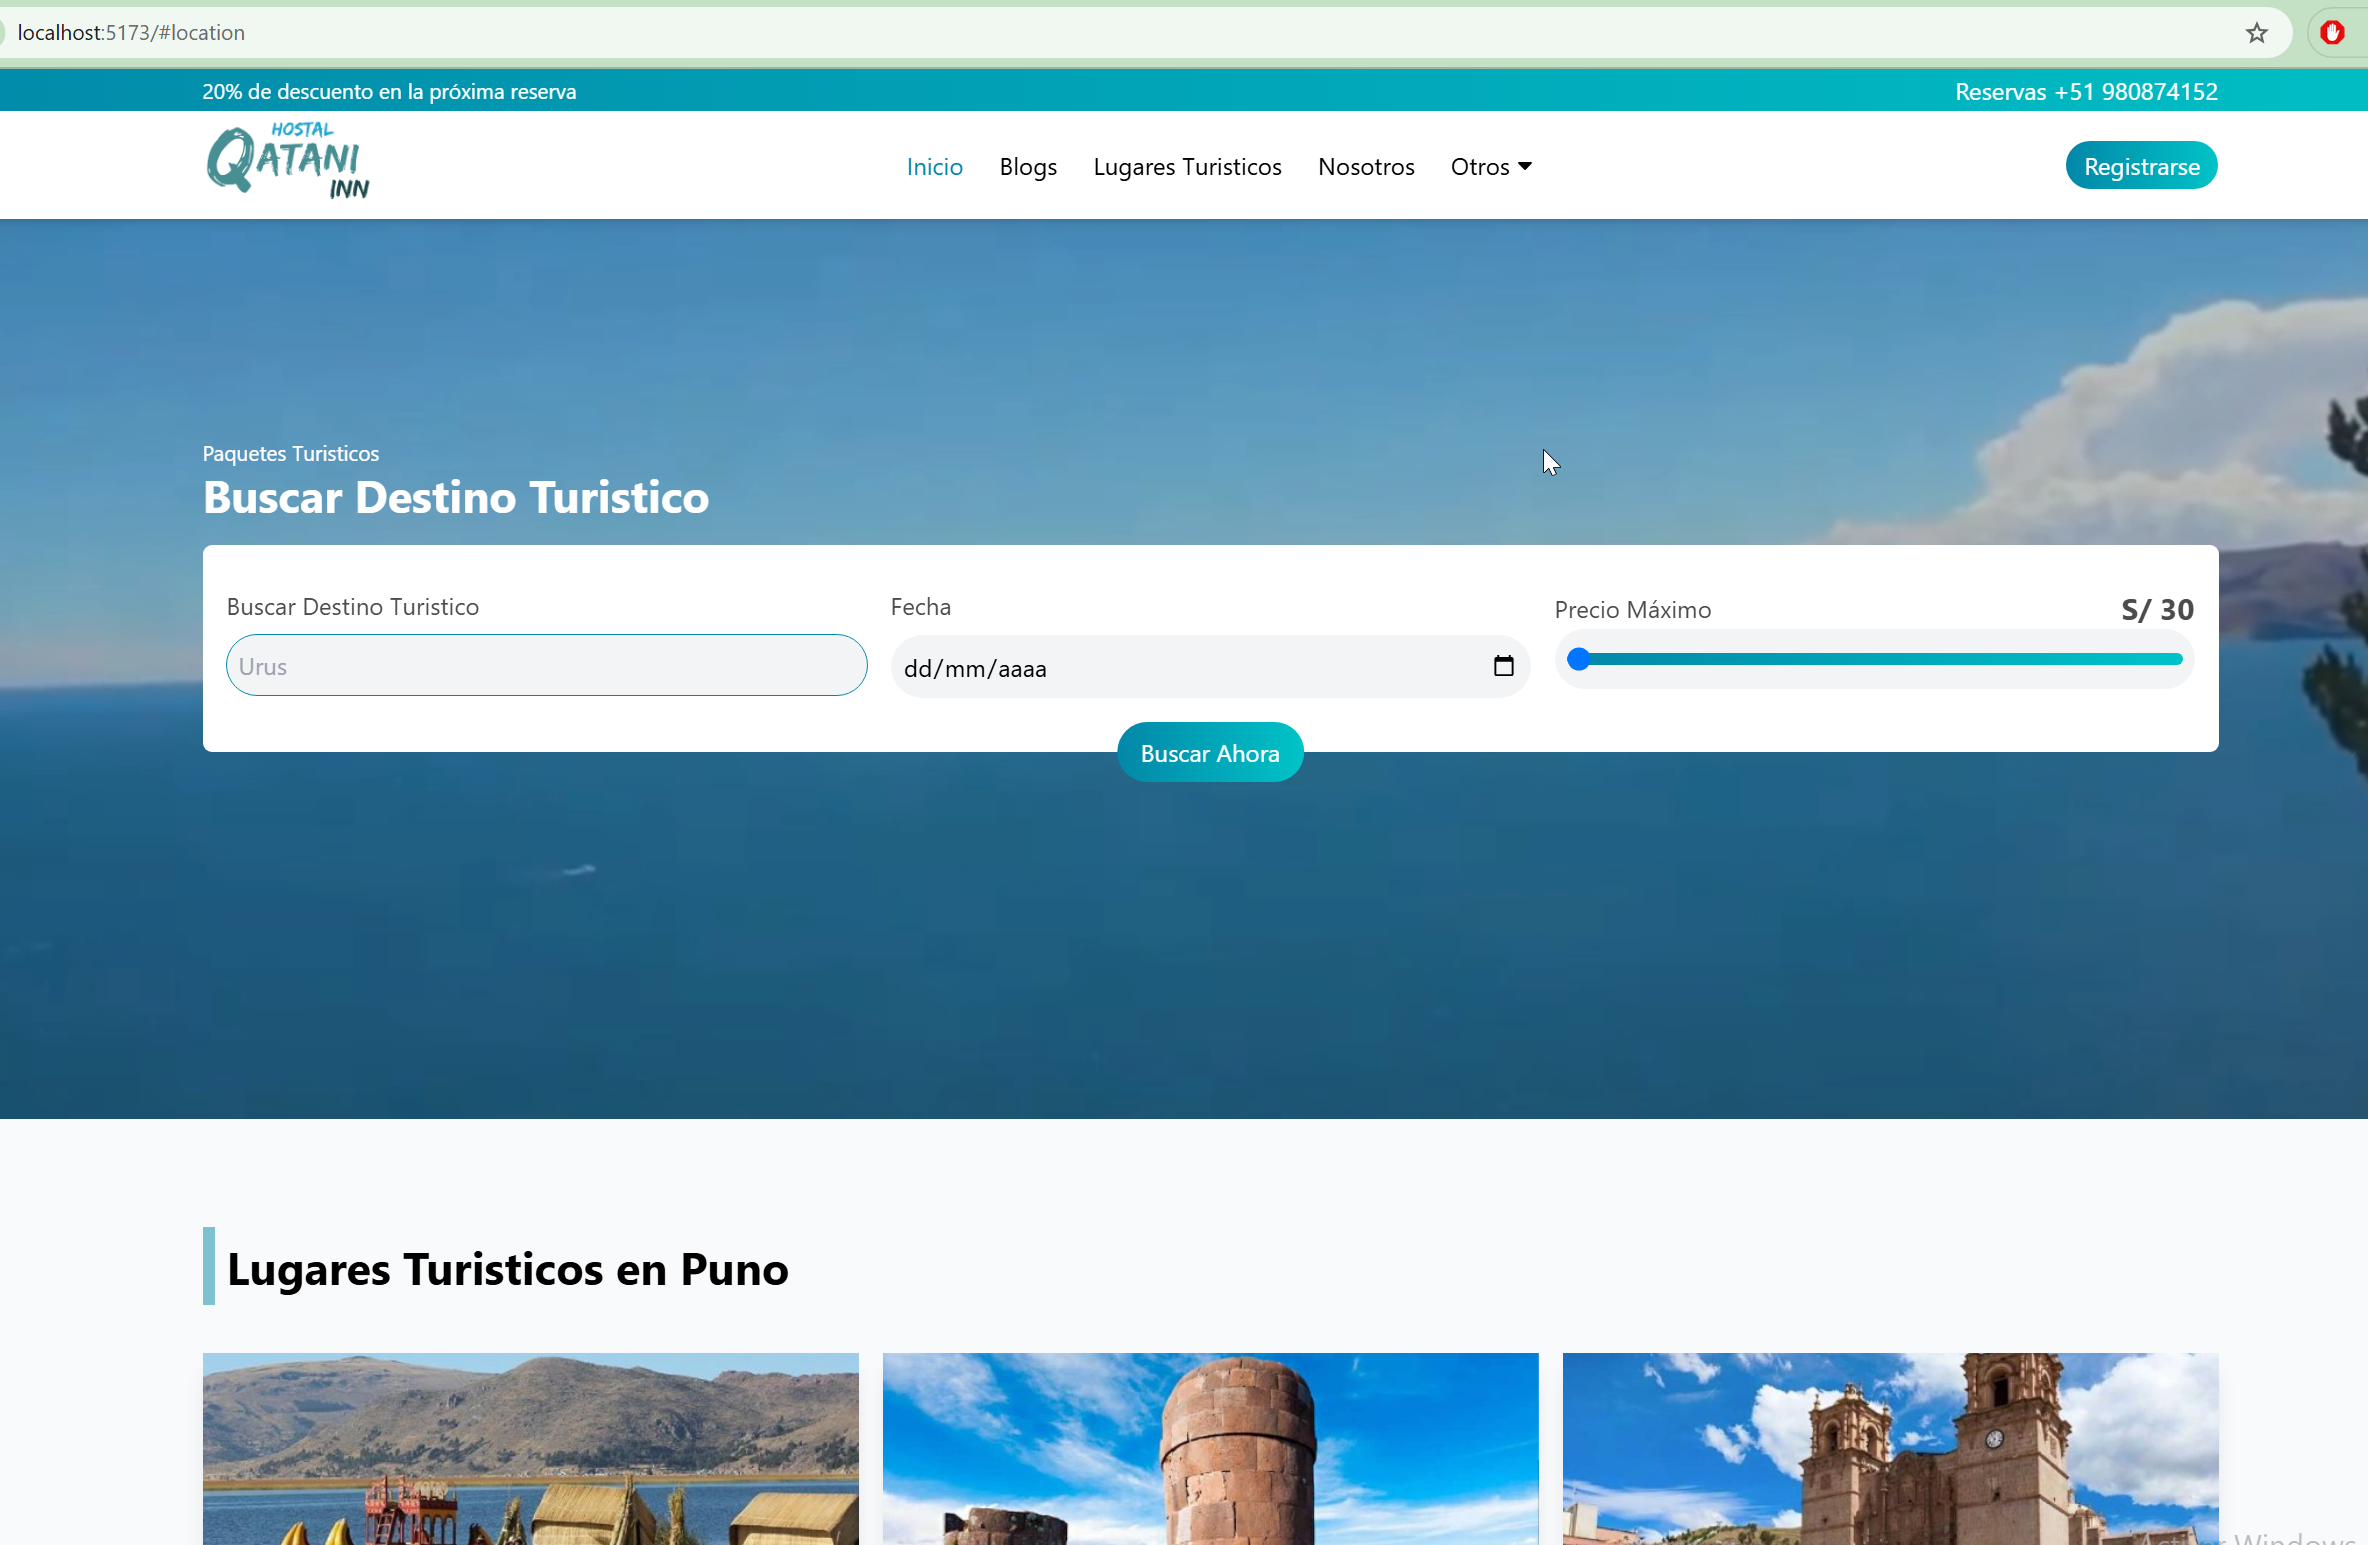 localhost:5173/#location
20% de descuento en la próxima reserva
Reservas +51 980874152
HOSTAL
QATANI
INN
Inicio
Blogs
Lugares Turisticos
Nosotros
Otros
Registrarse
Paquetes Turisticos
Buscar Destino Turistico
Buscar Destino Turistico
Fecha
Precio Máximo
S/ 30
Urus
dd/mm/aaaa
Buscar Ahora
Lugares Turisticos en Puno
Windows